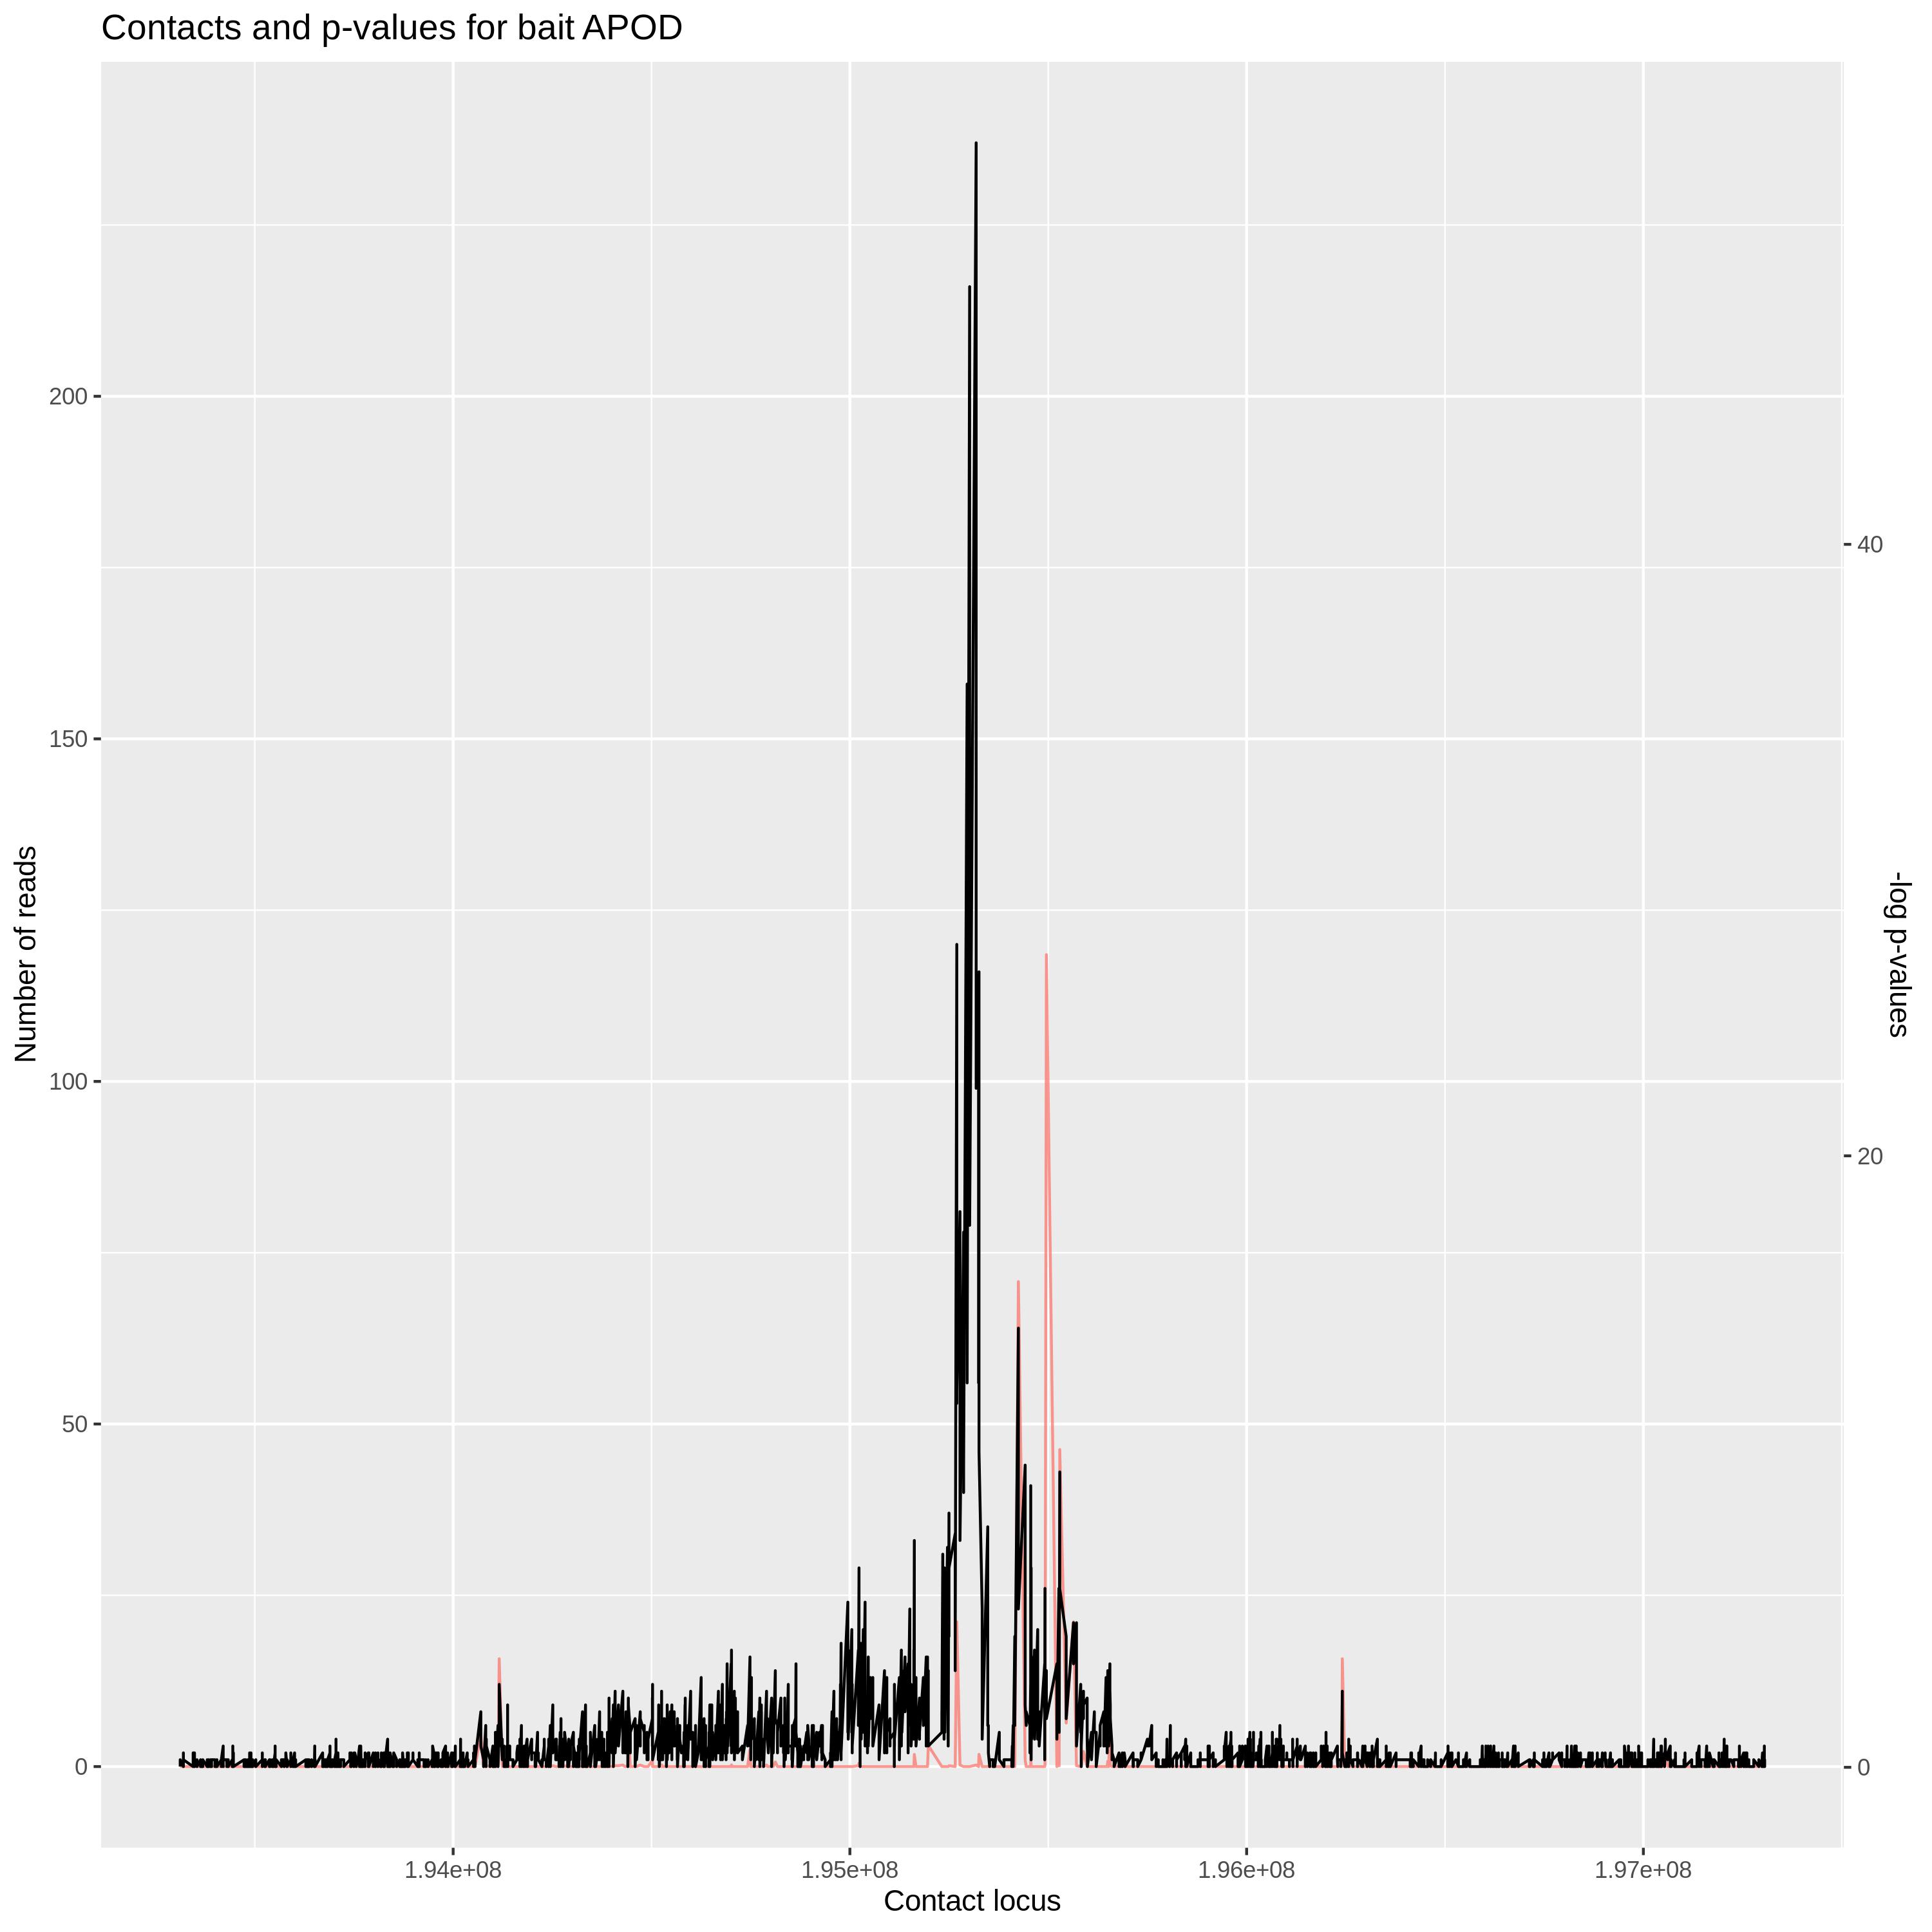 Contacts and p-values for bait APOD
Number of reads
200
150
100
50
0
40
20
0
-log p-values
1.94e+08
1.95e+08
1.96e+08
1.97e+08
Contact locus